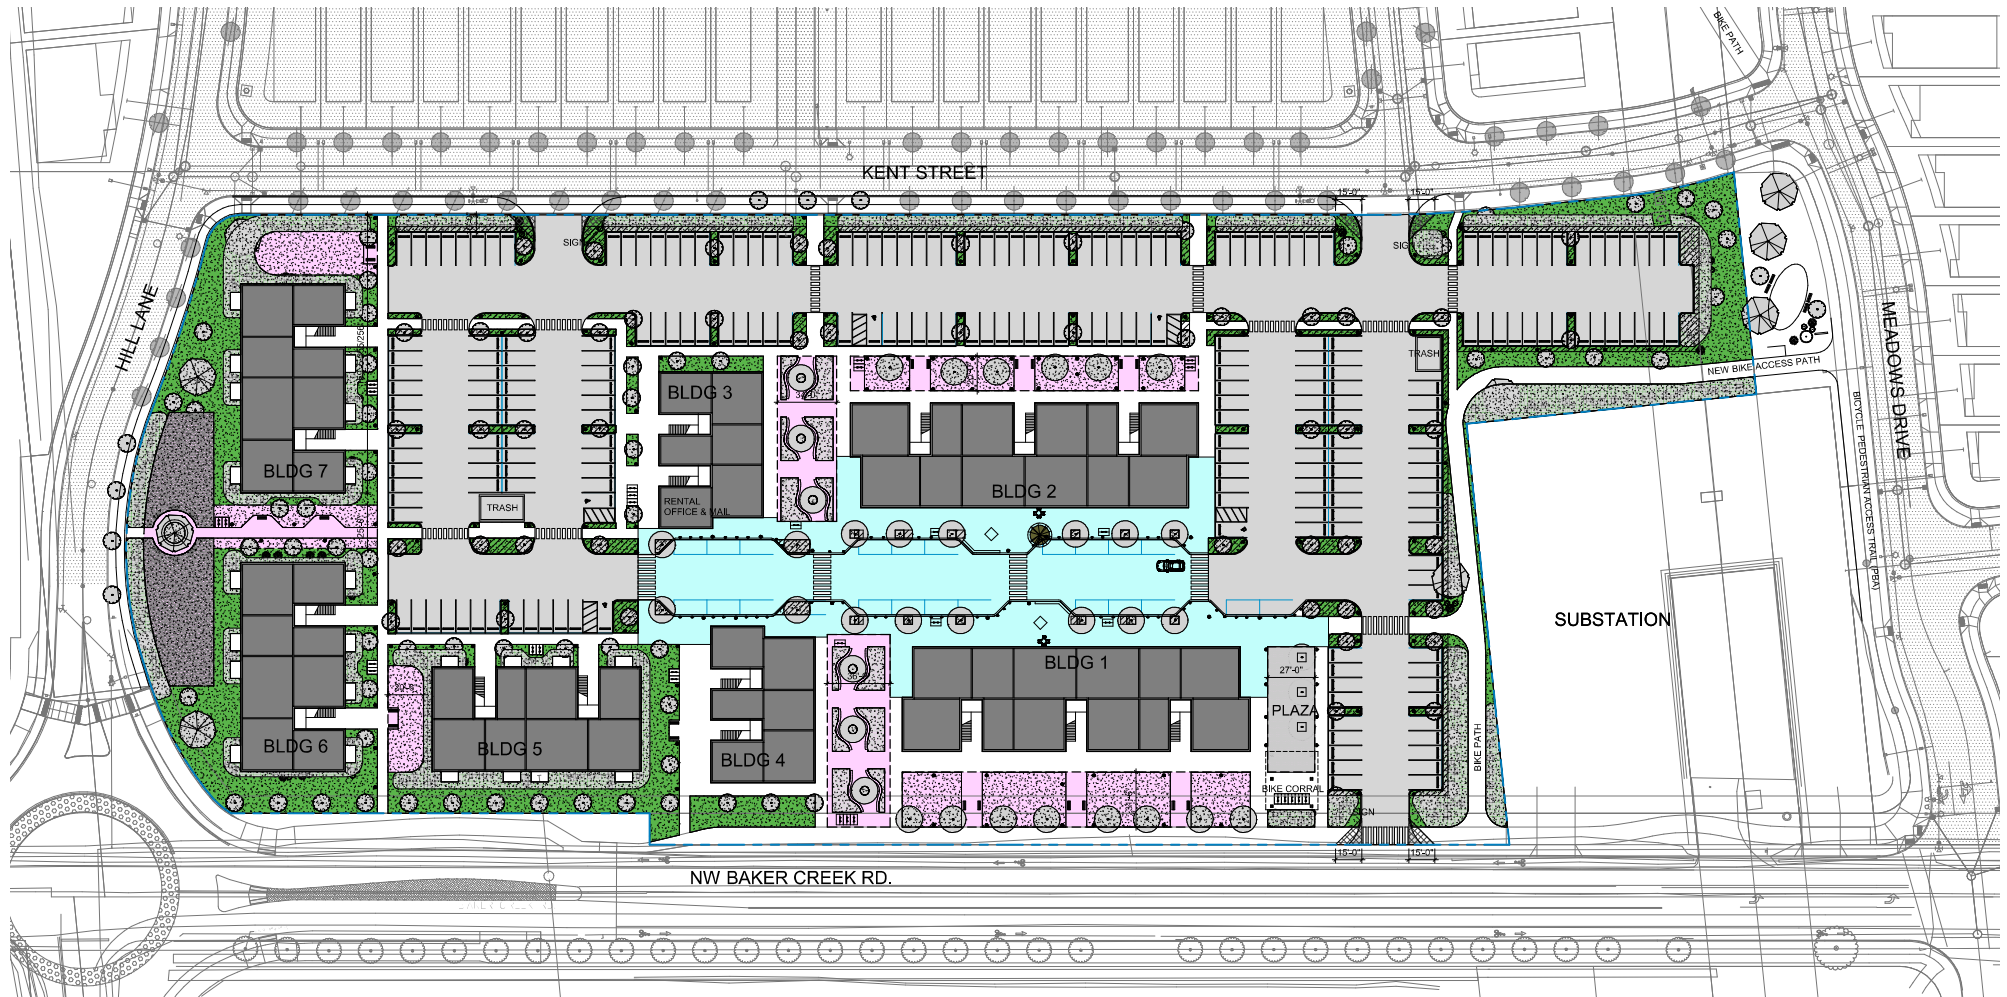 BIKE PATH
KENT STREET
15'-0"
15'-0"
SIGN
SIGN
HILL LANE
MEADOWS DRIVE
TRASH
NEW BIKE ACCESS PATH
BLDG 3
BLDG 7
BICYCLE PEDESTRIAN ACCESS TRAIL (PBA)
BLDG 2
RENTAL
OFFICE & MAIL
TRASH
SUBSTATION
BLDG 1
27'-0"
PLAZA
BLDG 6
BLDG 5
BLDG 4
BIKE PATH
BIKE CORRAL
15'-0"
15'-0"
NW BAKER CREEK RD.